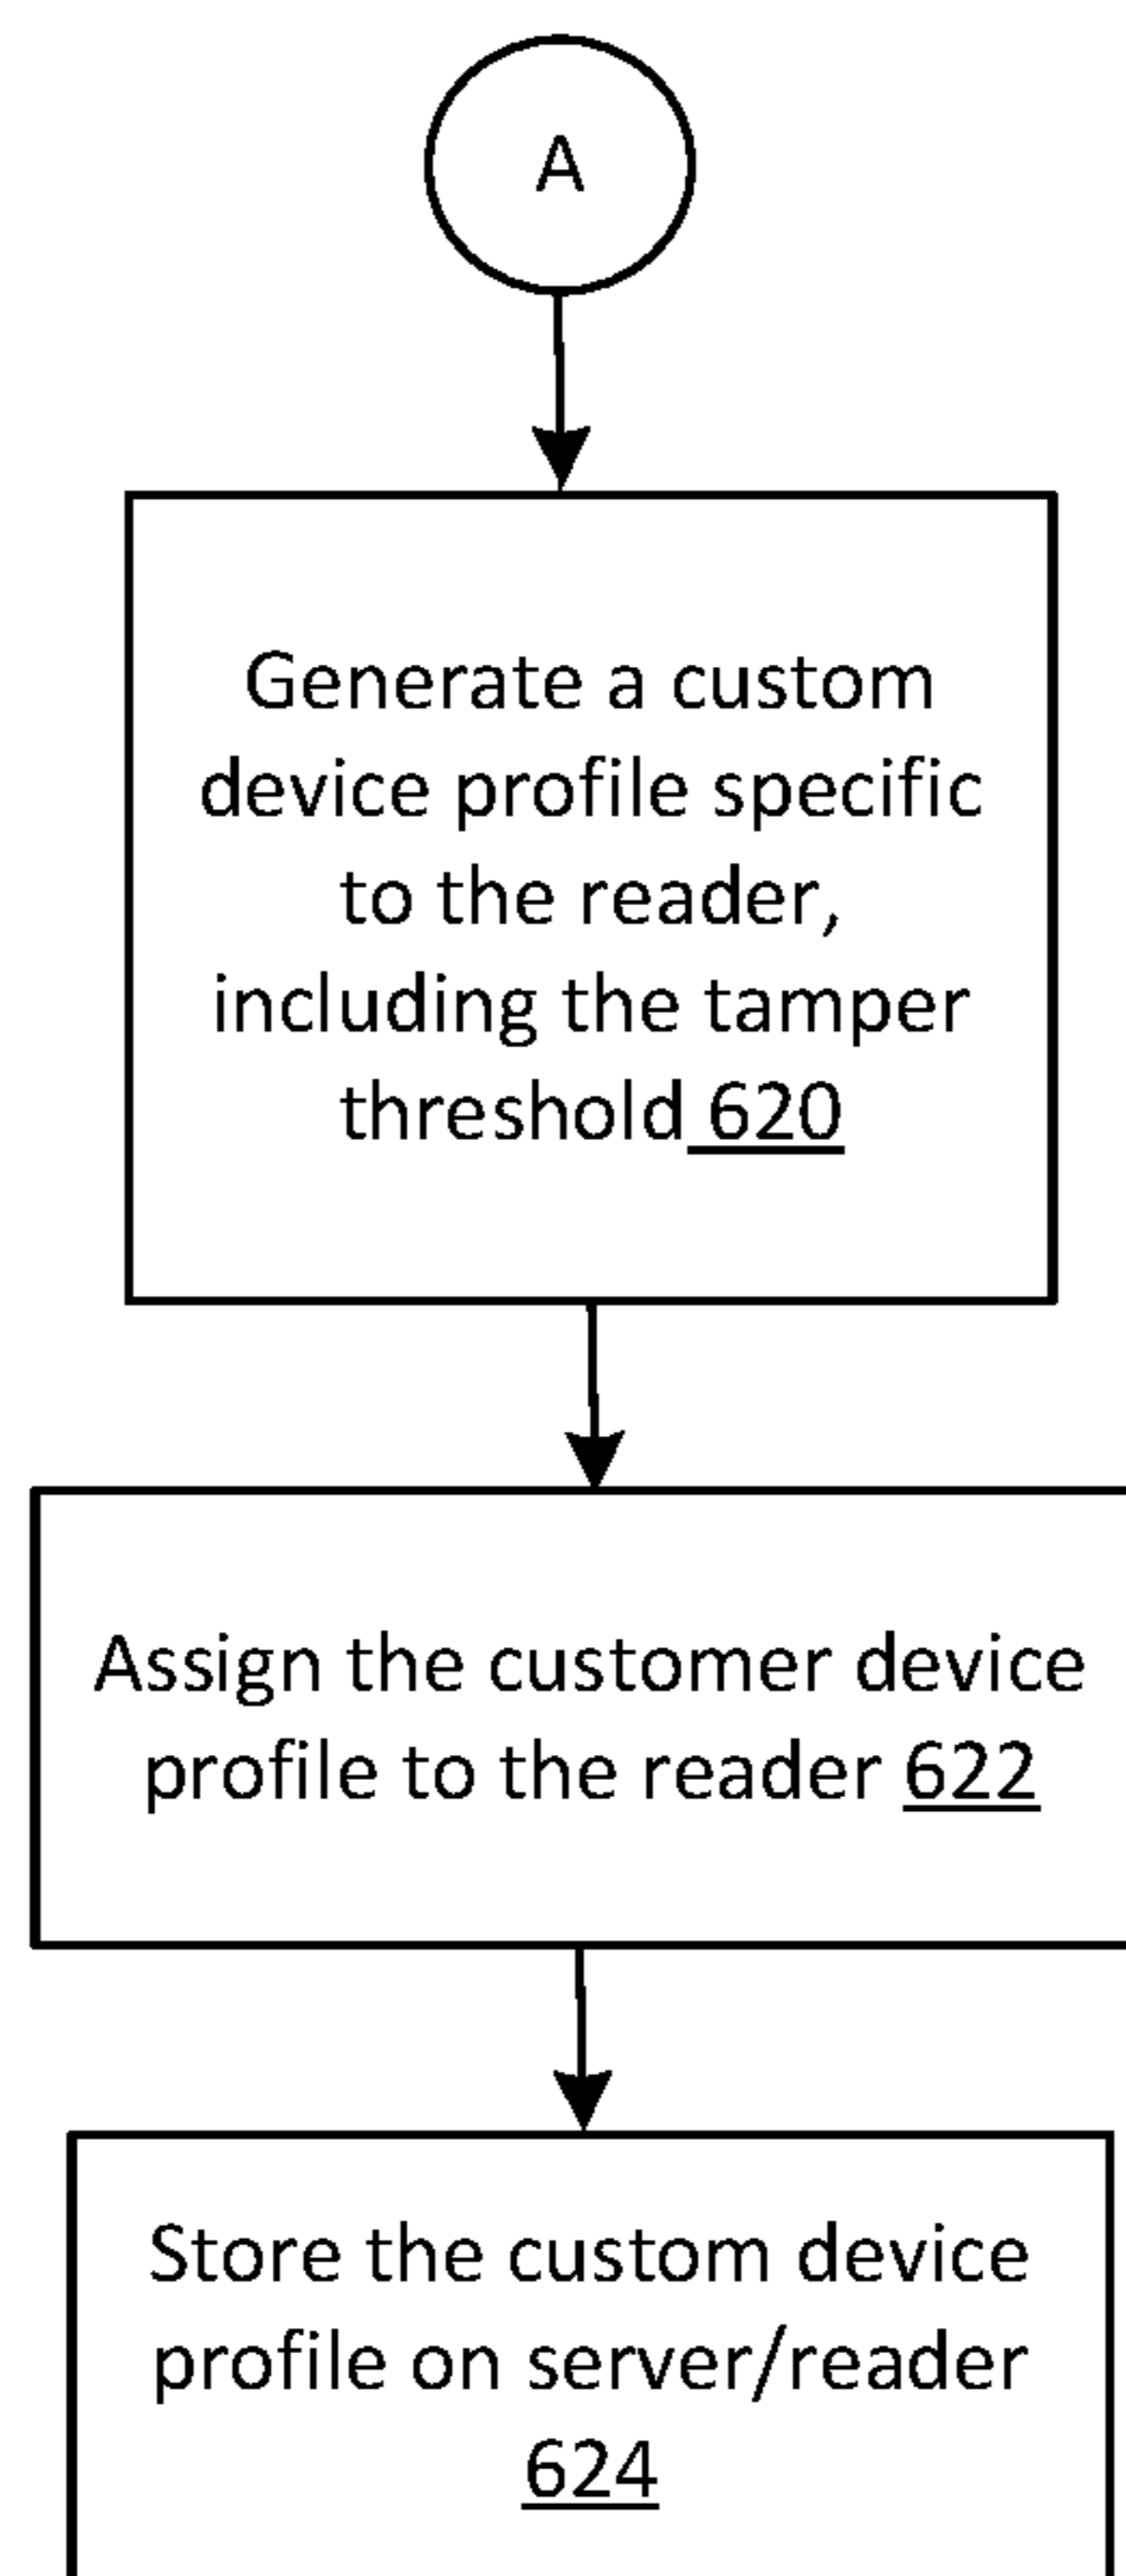 A
Generate a custom
device profile specific
to the reader,
including the tamper
threshold 620
Assign the customer device
profile to the reader 622
Store the custom device
profile on server/reader
624